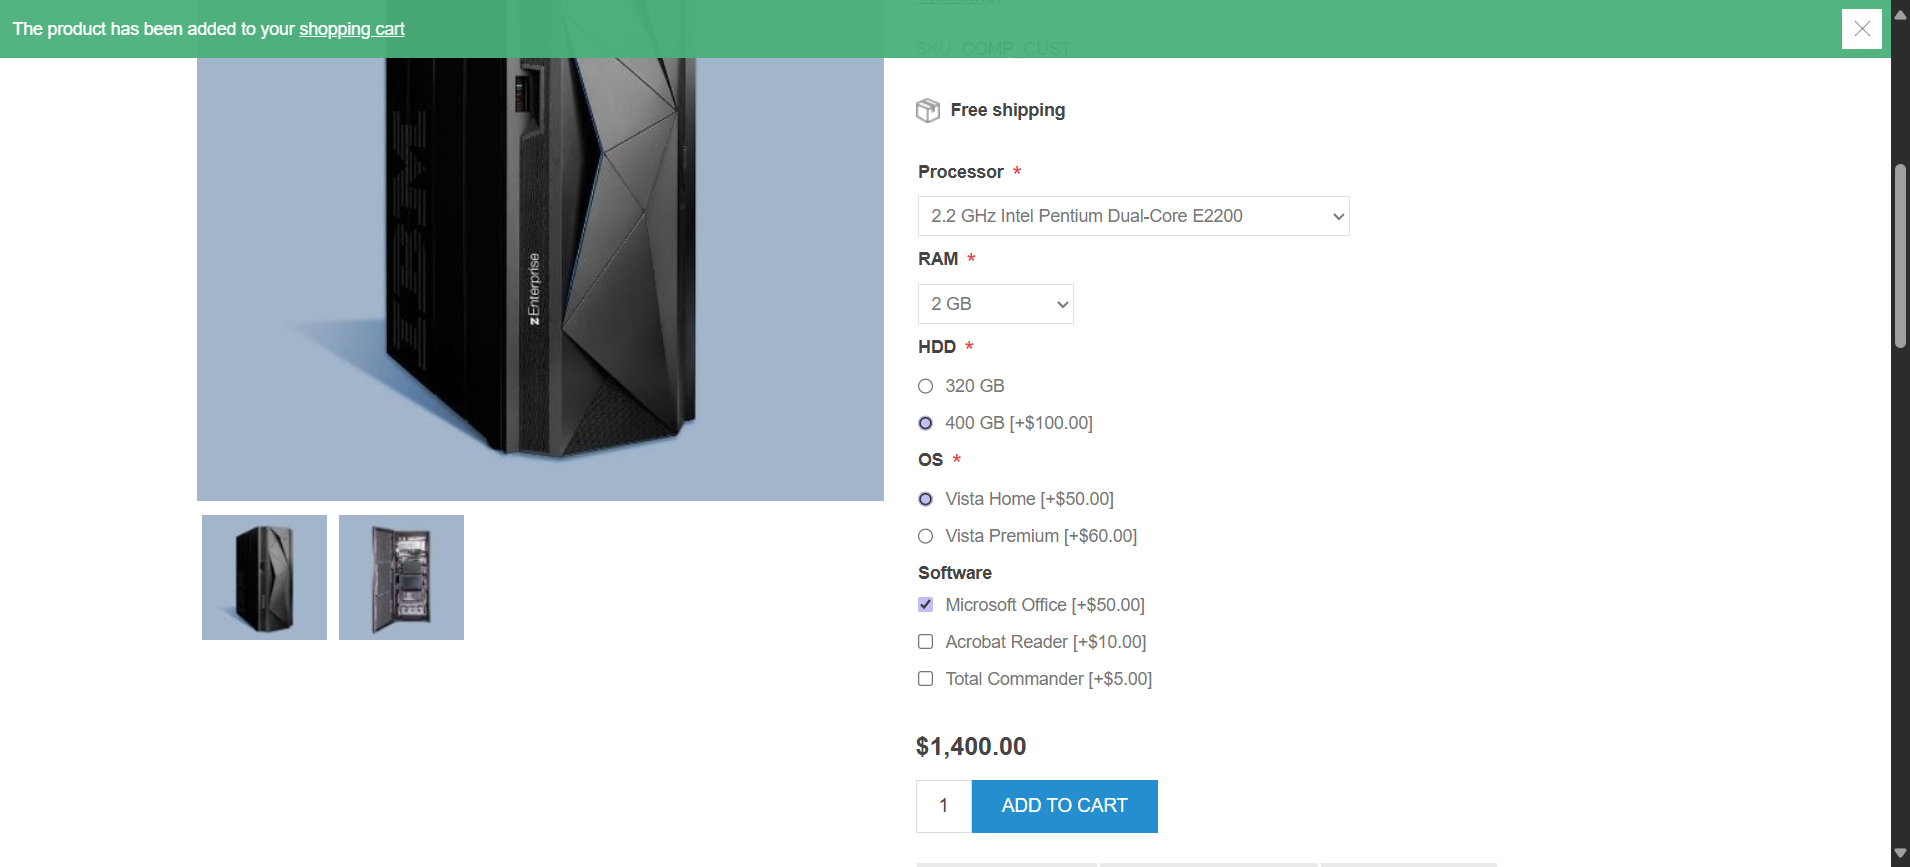 The product has been added to your shopping cart
SKU: COMP_CUST
Free shipping
Processor *
2.2 GHz Intel Pentium Dual-Core E2200
RAM *
2 GB
HDD *
320 GB
400 GB [+$100.00]
OS *
Vista Home [+$50.00]
Vista Premium [+$60.00]
Software
Microsoft Office [+$50.00]
Acrobat Reader [+$10.00]
Total Commander [+$5.00]
$1,400.00
1 ADD TO CART
IBM
zEnterprise